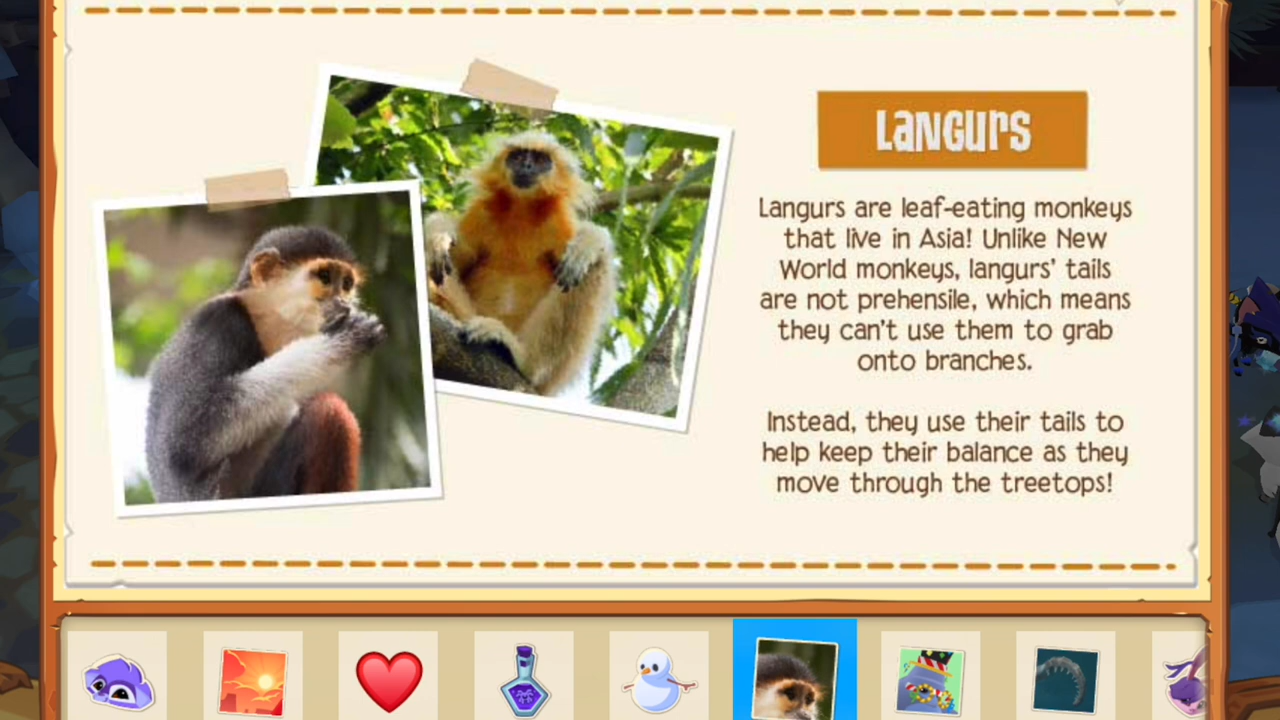 LANGURS
Langurs are leaf-eating monkeys
that live in Asia! Unlike New
World monkeys, langurs' tails
are not prehensile, which means
they can't use them to grab
onto branches.
Instead, they use their tails to
help keep their balance as they
move through the treetops!